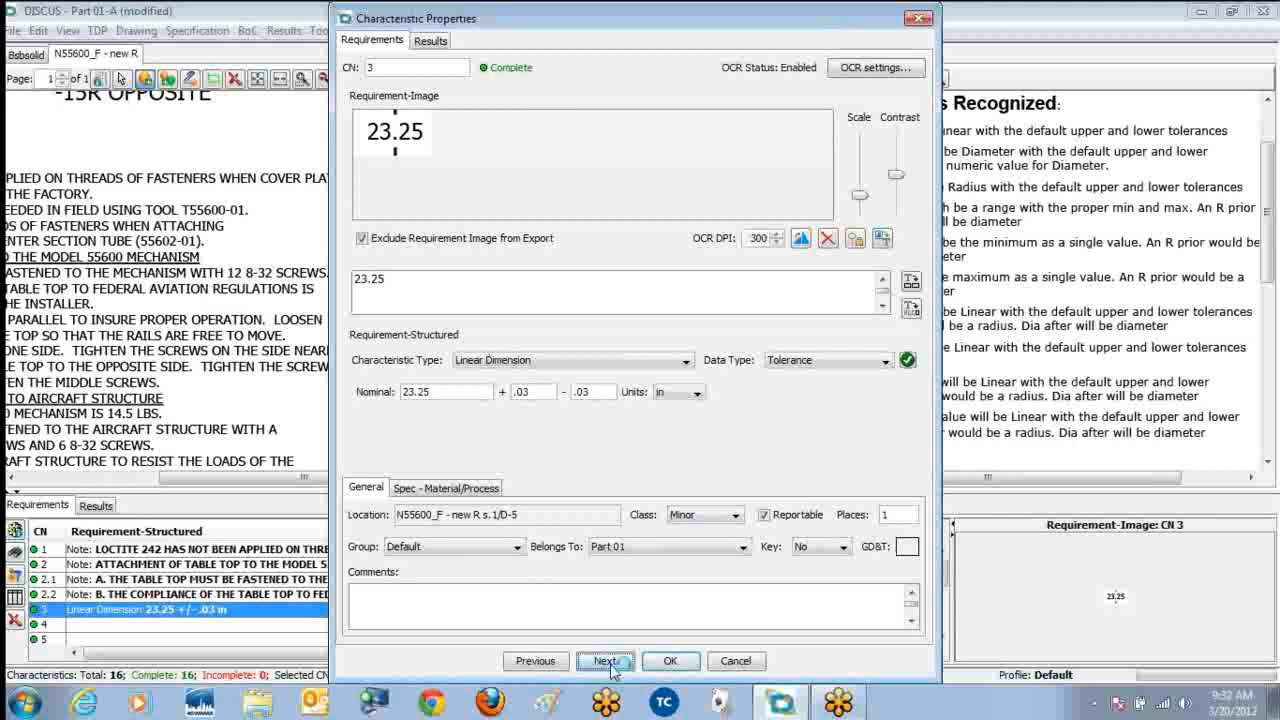 DISCUS - Part 01-A (modified)
File Edit View TDP Drawing Specification BoC Results
Bsbsolid N55600_F - new R
Page: 1 of 1
-15R OPPOSITE
PLIED ON THREADS OF FASTENERS WHEN COVER PLAT
THE FACTORY.
EEDED IN FIELD USING TOOL T55600-01.
DS OF FASTENERS WHEN ATTACHING
ENTER SECTION TUBE (55602-01).
O THE MODEL 55600 MECHANISM
ASTENED TO THE MECHANISM WITH 12 8-32 SCREWS.
TABLE TOP TO FEDERAL AVIATION REGULATIONS IS
HE INSTALLER.
PARALLEL TO INSURE PROPER OPERATION. LOOSEN
E TOP SO THAT THE RAILS ARE FREE TO MOVE.
ONE SIDE. TIGHTEN THE SCREWS ON THE SIDE NEAR
LE TOP TO THE OPPOSITE SIDE. TIGHTEN THE SCREW
TEN THE MIDDLE SCREWS.
TO AIRCRAFT STRUCTURE
O MECHANISM IS 14.5 LBS.
TENED TO THE AIRCRAFT STRUCTURE WITH A
WS AND 6 8-32 SCREWS.
RAFT STRUCTURE TO RESIST THE LOADS OF THE
Requirements Results
CN Requirement-Structured
1 Note: LOCTITE 242 HAS NOT BEEN APPLIED ON THRE
2 Note: ATTACHMENT OF TABLE TOP TO THE MODEL 5
2.1 Note: A. THE TABLE TOP MUST BE FASTENED TO THE
2.2 Note: B. THE COMPLIANCE OF THE TABLE TOP TO FE
3 Linear Dimension: 23.25 +/- .03 in
4
5
Characteristics: Total: 16; Complete: 16; Incomplete: 0; Selected CN
Characteristic Properties
Requirements Results
CN: 3 Complete OCR Status: Enabled OCR settings...
Requirement-Image
Scale Contrast
23.25
Exclude Requirement Image from Export OCR DPI: 300
23.25
Requirement-Structured
Characteristic Type: Linear Dimension Data Type: Tolerance
Nominal: 23.25 + .03 - .03 Units: in
General Spec - Material/Process
Location: N55600_F - new R s.1/D-5 Class: Minor Reportable Places: 1
Group: Default Belongs To: Part 01 Key: No GD&T:
Comments:
Previous Next OK Cancel
s Recognized:
near with the default upper and lower tolerances
be Diameter with the default upper and lower
numeric value for Diameter.
Radius with the default upper and lower tolerances
h be a range with the proper min and max. An R prior
ll be diameter
be the minimum as a single value. An R prior would be
eter
e maximum as a single value. An R prior would be a
er
be Linear with the default upper and lower
d be a radius. Dia after will be diameter
e Linear with the default upper and lower tolerances
will be Linear with the default upper and lower
would be a radius. Dia after will be diameter
alue will be Linear with the default upper and lower
would be a radius. Dia after will be diameter
Requirement-Image: CN 3
23.25
Profile: Default
TC
9:32 AM
3/20/2012